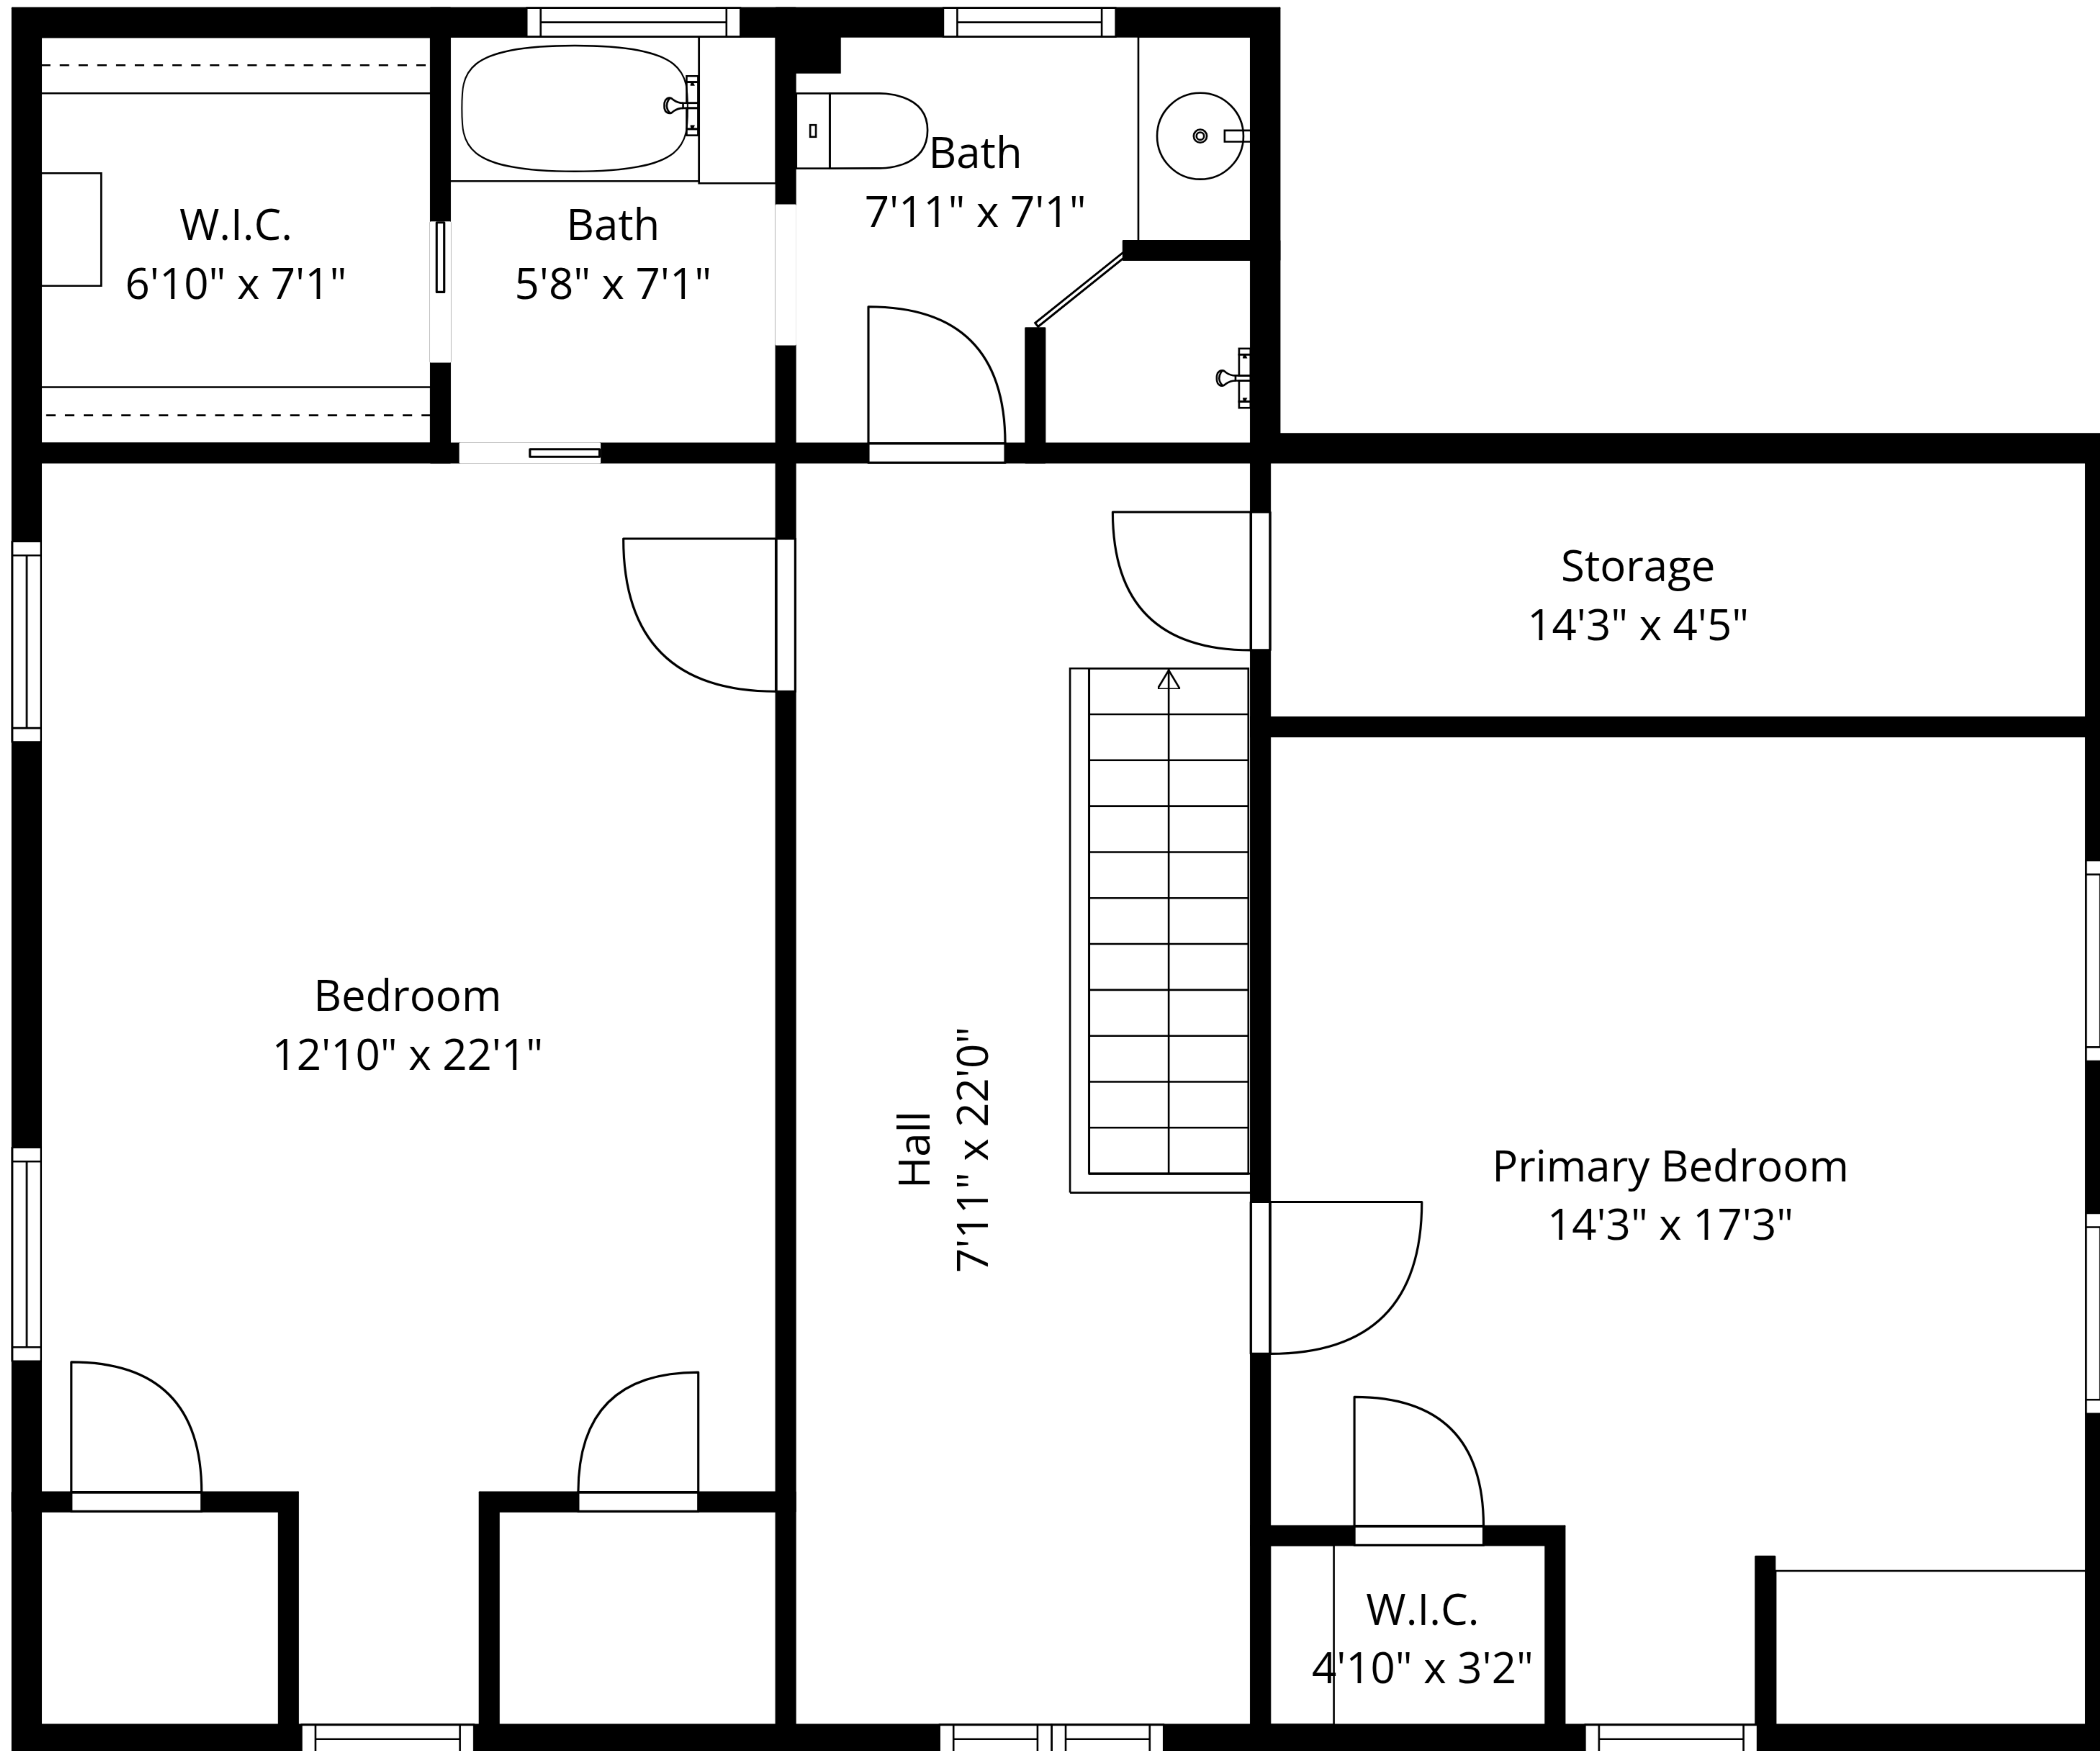 Bath
7'11" x 7'1"
W.I.C.
6'10" x 7'1"
Bath
5'8" x 7'1"
Storage
14'3" x 4'5"
Bedroom
12'10" x 22'1"
Hall
7'11" x 22'0"
Primary Bedroom
14'3" x 17'3"
W.I.C.
4'10" x 3'2"